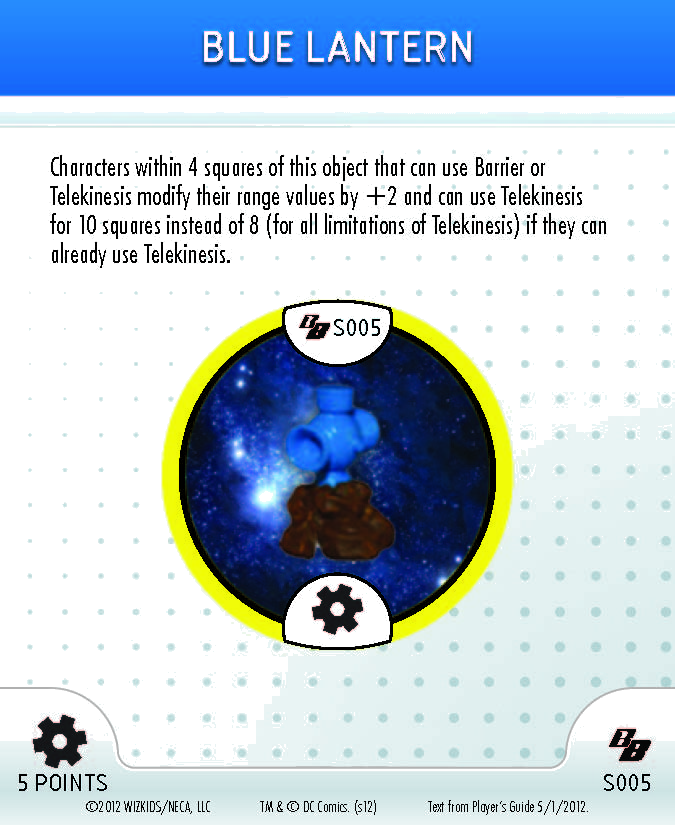 BLUE LANTERN
Characters within 4 squares of this object that can use Barrier or
Telekinesis modify their range values by +2 and can use Telekinesis
for 10 squares instead of 8 (for all limitations of Telekinesis) if they can
already use Telekinesis.
BB S005
BB
5 POINTS
S005
©2012 WIZKIDS/NECA, LLC TM & © DC Comics. (s12) Text from Player's Guide 5/1/2012.